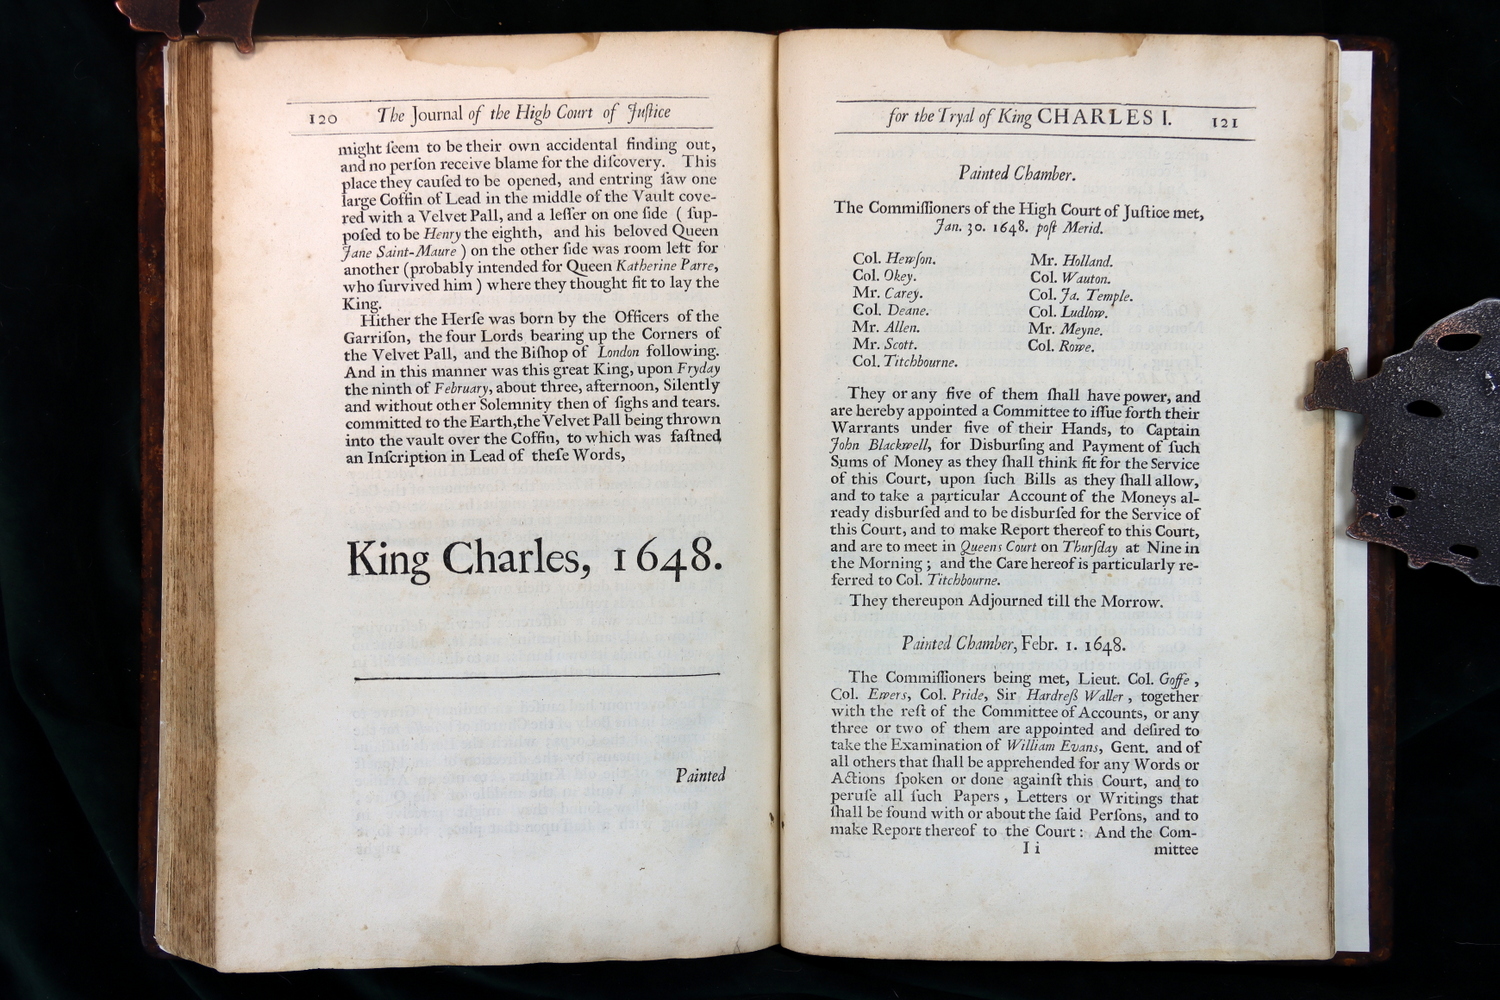 120 The Journal of the High Court of Juſtice
might ſeem to be their own accidental finding out,
and no perſon receive blame for the diſcovery. This
place they cauſed to be opened, and entring ſaw one
large Coffin of Lead in the middle of the Vault cove-
red with a Velvet Pall, and a leſſer on one ſide ( ſup-
poſed to be Henry the eighth, and his beloved Queen
Jane Saint-Maure ) on the other ſide was room left for
another (probably intended for Queen Katherine Parre,
who ſurvived him ) where they thought fit to lay the
King.
Hither the Herſe was born by the Officers of the
Garriſon, the four Lords bearing up the Corners of
the Velvet Pall, and the Biſhop of London following.
And in this manner was this great King, upon Fryday
the ninth of February, about three, afternoon, Silently
and without other Solemnity then of ſighs and tears.
committed to the Earth,the Velvet Pall being thrown
into the vault over the Coffin, to which was faſtned
an Inſcription in Lead of theſe Words,
King Charles, 1648.
Painted
for the Tryal of King CHARLES I. 121
Painted Chamber.
The Commiſſioners of the High Court of Juſtice met,
Jan. 30. 1648. poſt Merid.
Col. Hewſon. Mr. Holland.
Col. Okey. Col. Wauton.
Mr. Carey. Col. Ja. Temple.
Col. Deane. Col. Ludlow.
Mr. Allen. Mr. Meyne.
Mr. Scott. Col. Rowe.
Col. Titchbourne.
They or any five of them ſhall have power, and
are hereby appointed a Committee to iſſue forth their
Warrants under five of their Hands, to Captain
John Blackwell, for Disburſing and Payment of ſuch
Sums of Money as they ſhall think fit for the Service
of this Court, upon ſuch Bills as they ſhall allow,
and to take a particular Account of the Moneys al-
ready disburſed and to be disburſed for the Service of
this Court, and to make Report thereof to this Court,
and are to meet in Queens Court on Thurſday at Nine in
the Morning ; and the Care hereof is particularly re-
ferred to Col. Titchbourne.
They thereupon Adjourned till the Morrow.
Painted Chamber, Febr. 1. 1648.
The Commiſſioners being met, Lieut. Col. Goffe ,
Col. Ewers, Col. Pride, Sir Hardreß Waller , together
with the reſt of the Committee of Accounts, or any
three or two of them are appointed and deſired to
take the Examination of William Evans, Gent. and of
all others that ſhall be apprehended for any Words or
Actions ſpoken or done againſt this Court, and to
peruſe all ſuch Papers , Letters or Writings that
ſhall be found with or about the ſaid Perſons, and to
make Report thereof to the Court : And the Com-
I i mittee